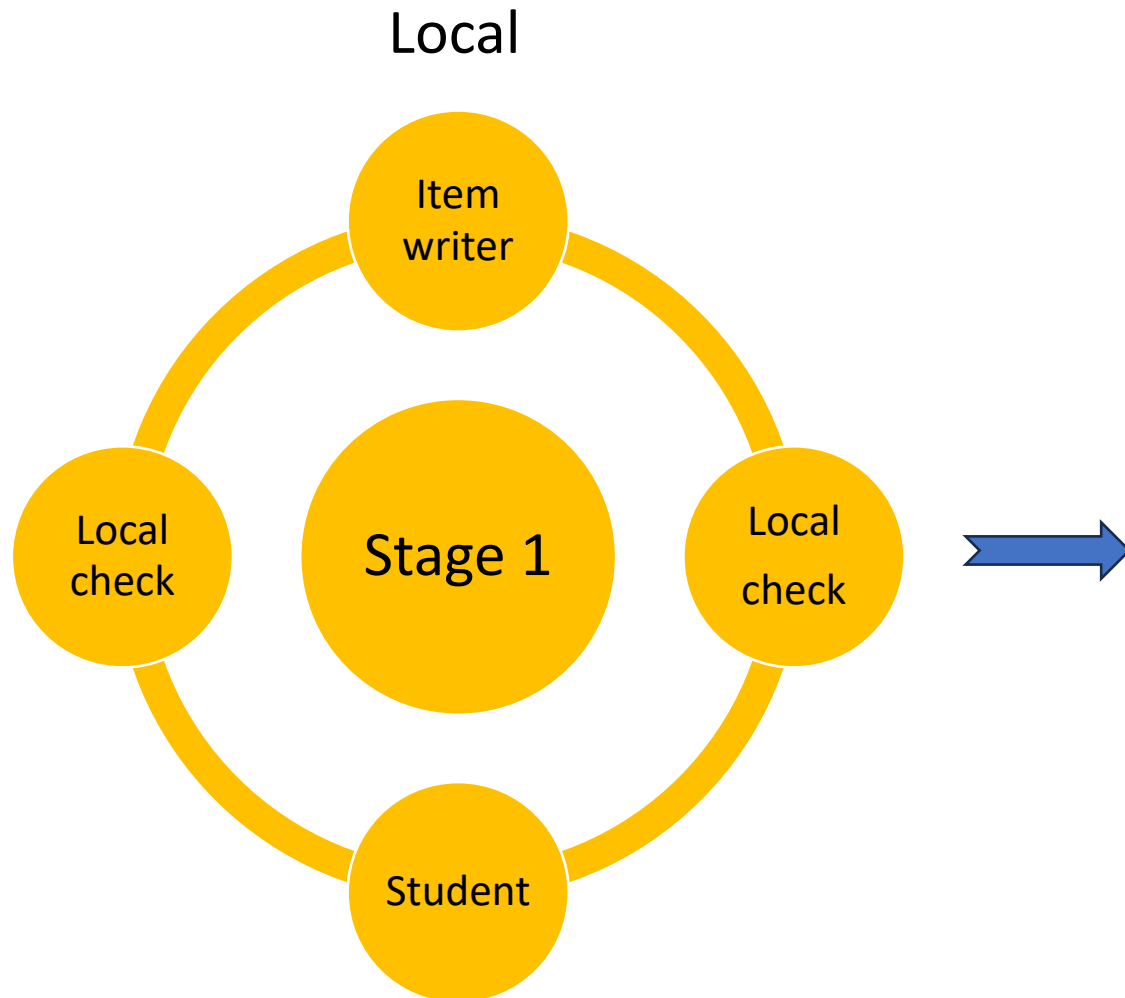 Local
Item
writer
Local
check
Stage 1
Local
check
Student